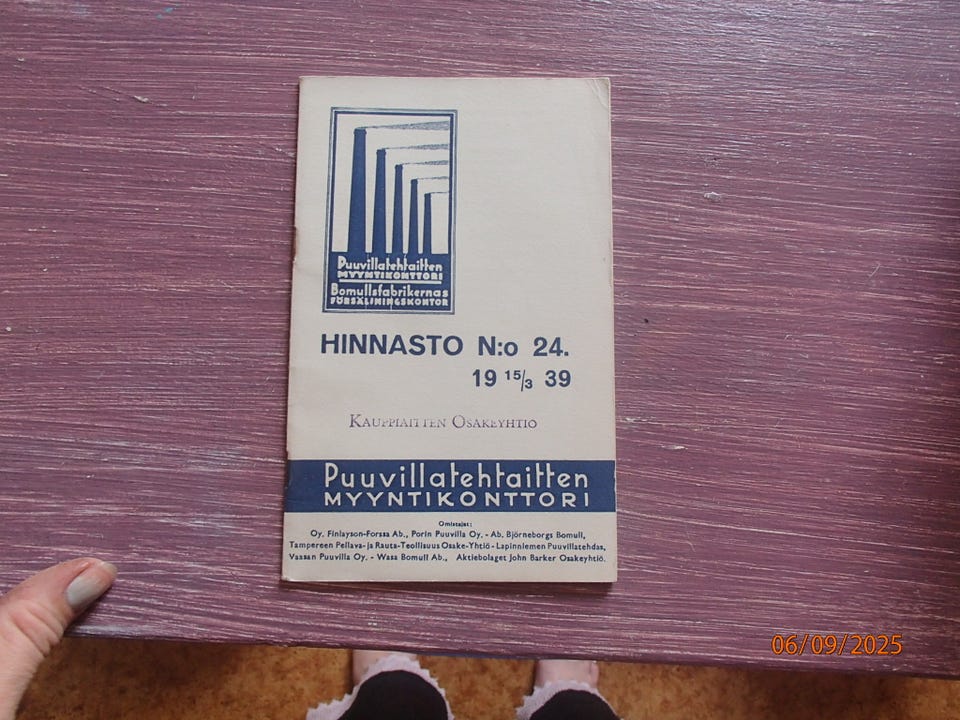 Puuvillatehtaitten
MYYNTIKONTTORI
Bomullsfabrikernas
FÖRSÄLJNINGSKONTOR
HINNASTO N:o 24.
19 15/3 39
KAUPPIAITTEN OSAKEYHTIO
Puuvillatehtaitten
MYYNTIKONTTORI
Omistajat:
Oy. Finlayson-Forssa Ab., Porin Puuvilla Oy. - Ab. Björneborgs Bomull,
Tampereen Pellava- ja Rauta-Teollisuus Osake-Yhtiö - Lapinniemen Puuvillatehdas,
Vaasan Puuvilla Oy. - Wasa Bomull Ab., Aktiebolaget John Barker Osakeyhtiö.
06/09/2025